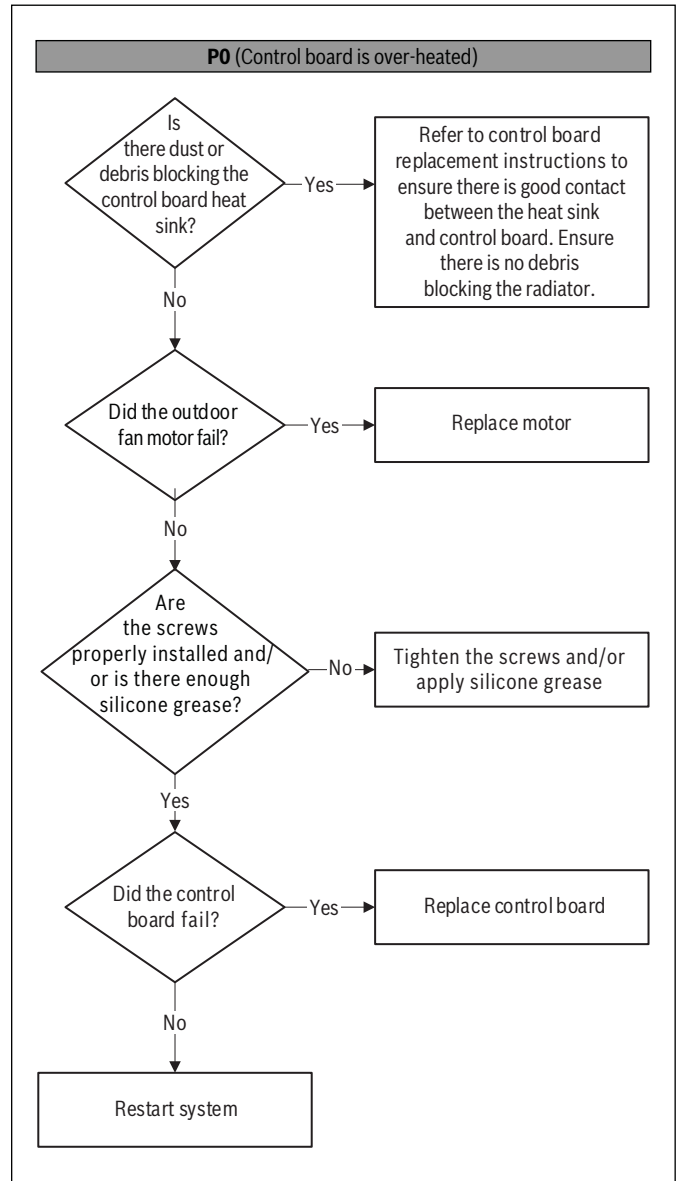 P0 (Control board is over-heated)
Is
there dust or
debris blocking the
control board heat
sink?
Yes
Refer to control board
replacement instructions to
ensure there is good contact
between the heat sink
and control board. Ensure
there is no debris
blocking the radiator.
No
Did the outdoor
fan motor fail?
Yes
Replace motor
No
Are
the screws
properly installed and/
or is there enough
silicone grease?
No
Tighten the screws and/or
apply silicone grease
Yes
Did the control
board fail?
Yes
Replace control board
No
Restart system